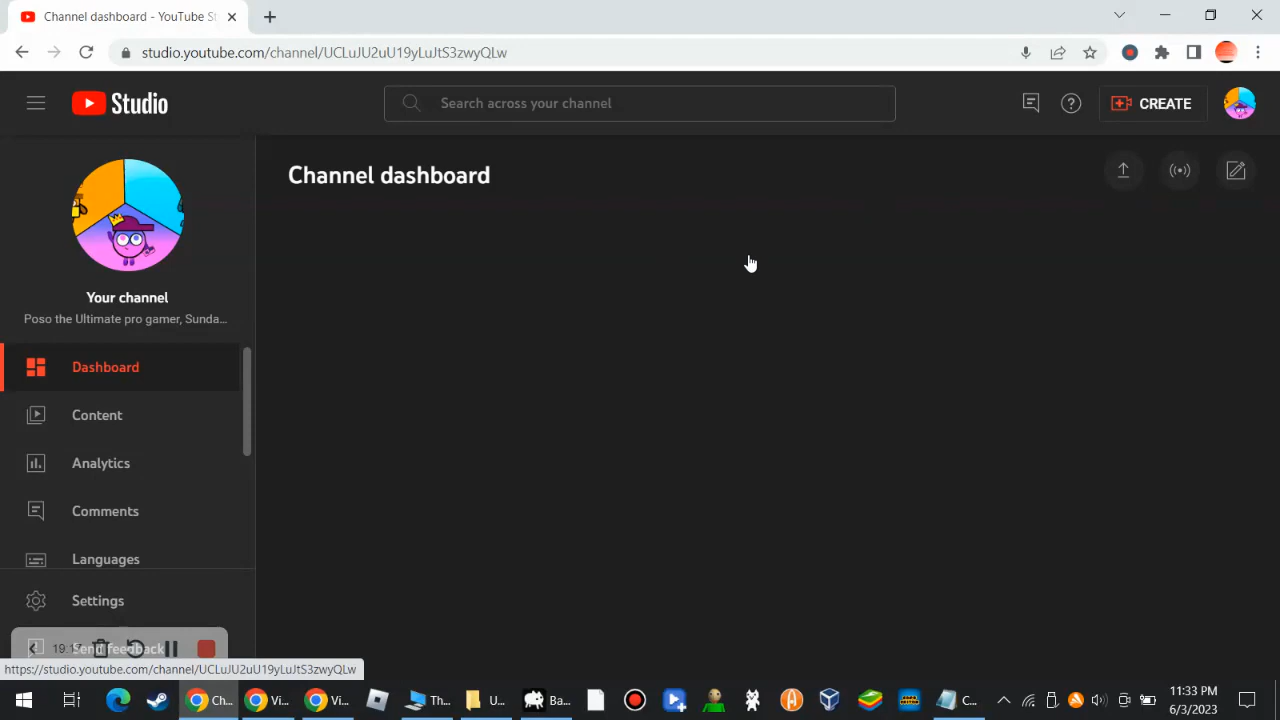 Channel dashboard - YouTube St
studio.youtube.com/channel/UCLuJU2uU19yLuJtS3zwyQLw
Studio
Search across your channel
CREATE
Channel dashboard
Your channel
Poso the Ultimate pro gamer, Sunda...
Dashboard
Content
Analytics
Comments
Languages
Settings
Send feedback
https://studio.youtube.com/channel/UCLuJU2uU19yLuJtS3zwyQLw
Ch...
Vi...
Vi...
Th...
U...
Ba...
C...
11:33 PM
6/3/2023